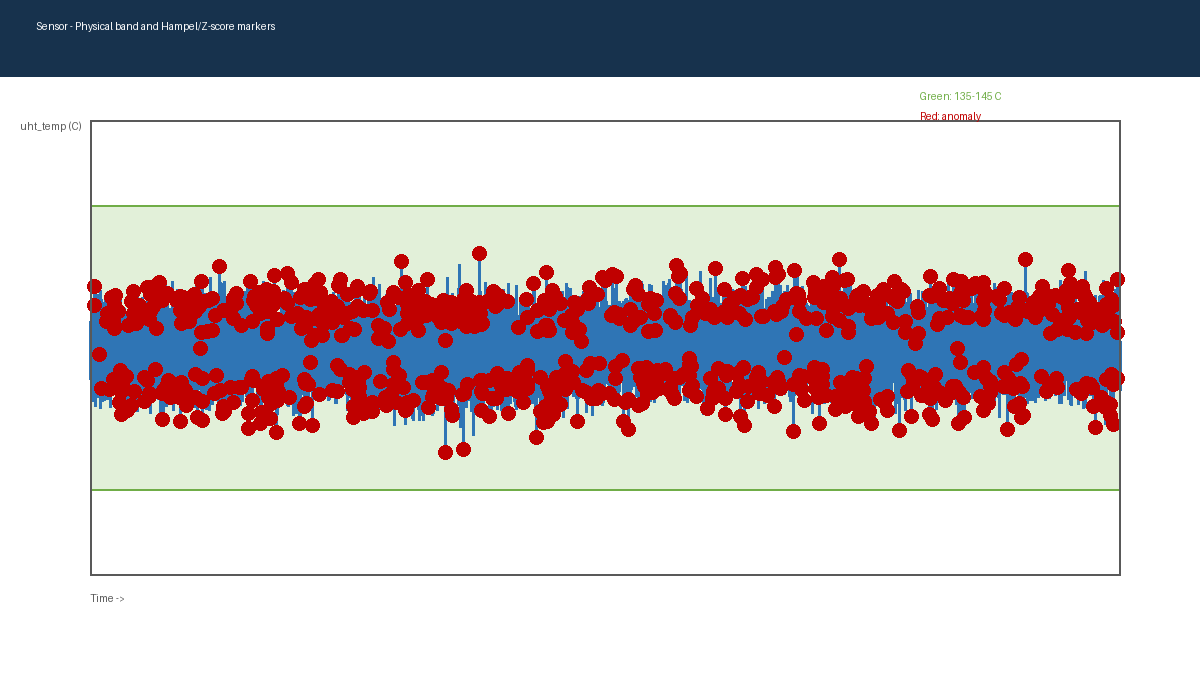 Sensor - Physical band and Hampel/Z-score markers
Green: 135-145 C
Red: anomaly
uht_temp (C)
Time ->